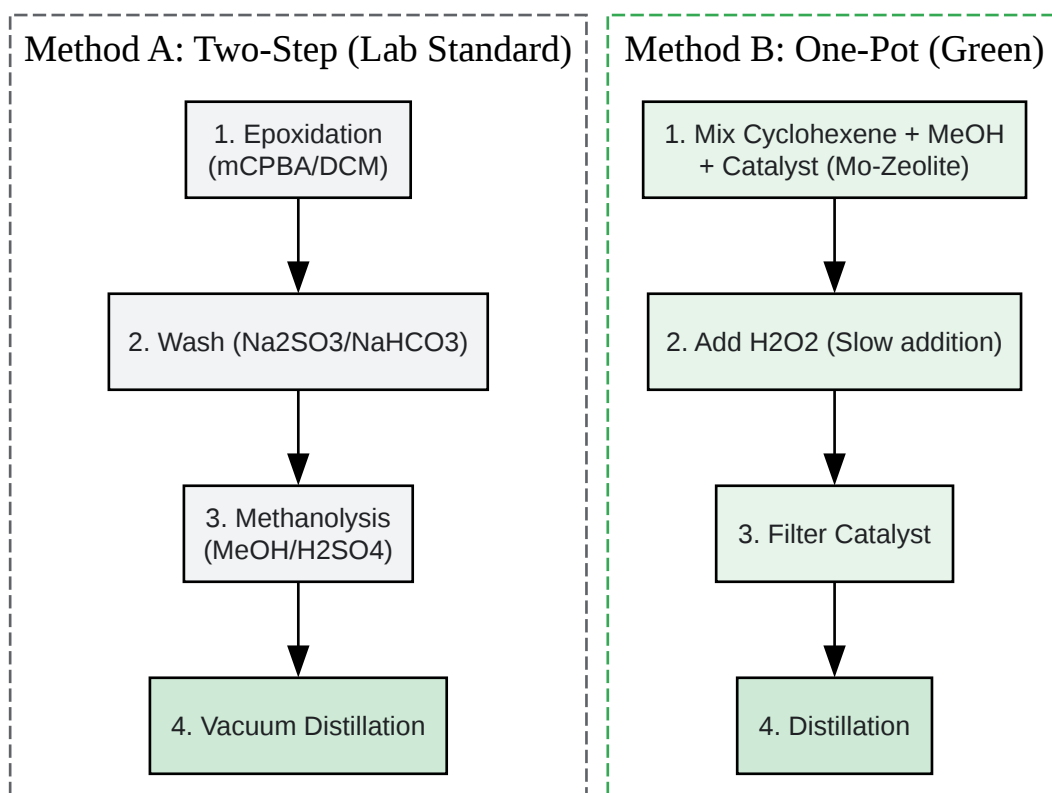 Method A: Two-Step (Lab Standard)
1. Epoxidation
(mCPBA/DCM)
2. Wash (Na2SO3/NaHCO3)
3. Methanolysis
(MeOH/H2SO4)
4. Vacuum Distillation
Method B: One-Pot (Green)
1. Mix Cyclohexene + MeOH
+ Catalyst (Mo-Zeolite)
2. Add H2O2 (Slow addition)
3. Filter Catalyst
4. Distillation